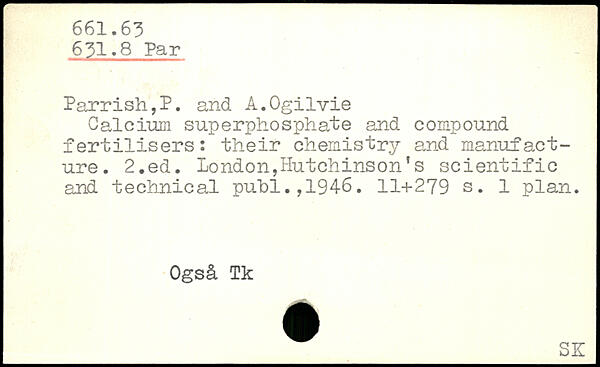 661.63
631.8 Par
Parrish,P. and A.Ogilvie
Calcium superphosphate and compound
fertilisers: their chemistry and manufact-
ure. 2.ed. London,Hutchinson's scientific
and technical publ.,1946. 11+279 s. 1 plan.
Også Tk
SK